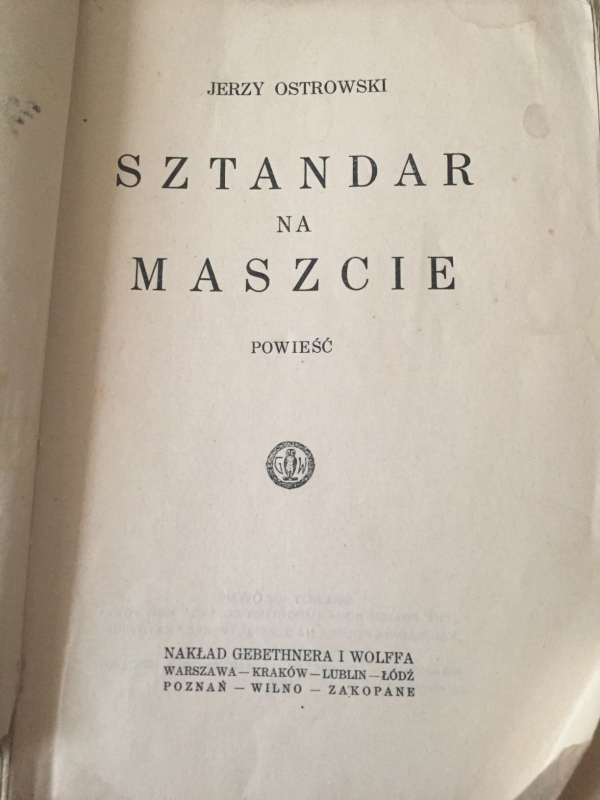 JERZY OSTROWSKI
SZTANDAR
NA
MASZCIE
POWIEŚĆ
G W
NAKŁAD GEBETHNERA I WOLFFA
WARSZAWA — KRAKÓW — LUBLIN — ŁÓDŹ
POZNAŃ — WILNO — ZAKOPANE